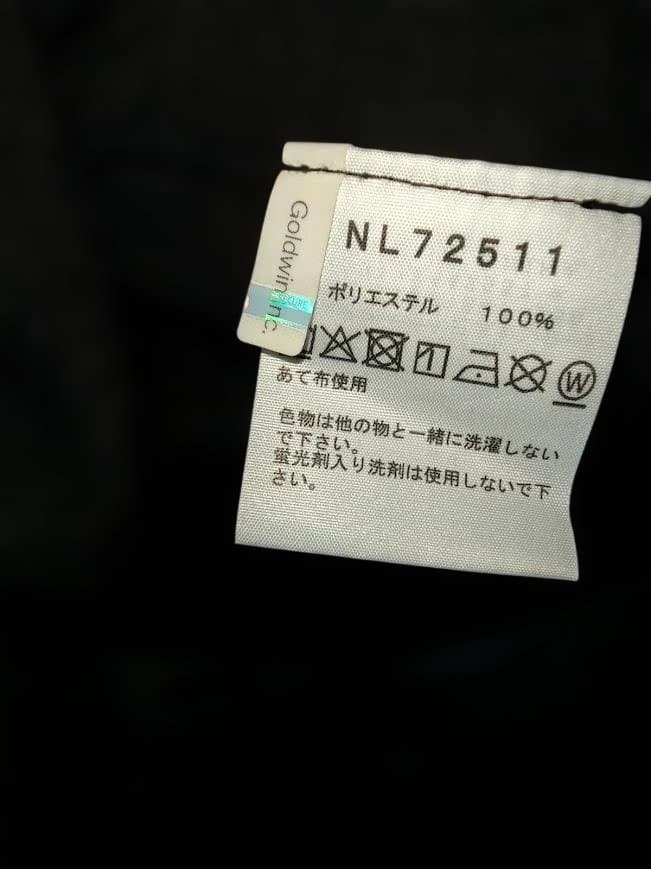 Goldwin Inc.
SECURE
NL72511
ポリエステル 100%
W
あて布使用
色物は他の物と一緒に洗濯しない
で下さい。
蛍光剤入り洗剤は使用しないで下
さい。